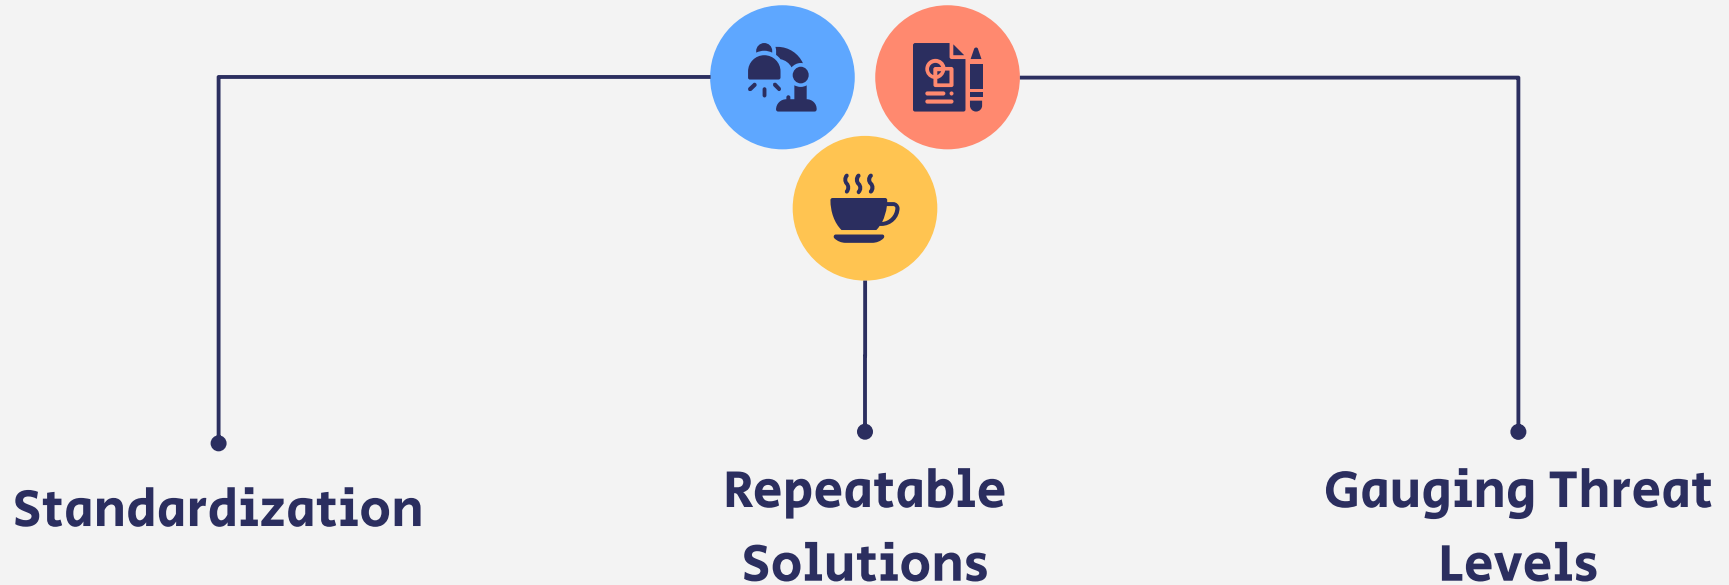 Standardization
Repeatable
Solutions
Gauging Threat
Levels